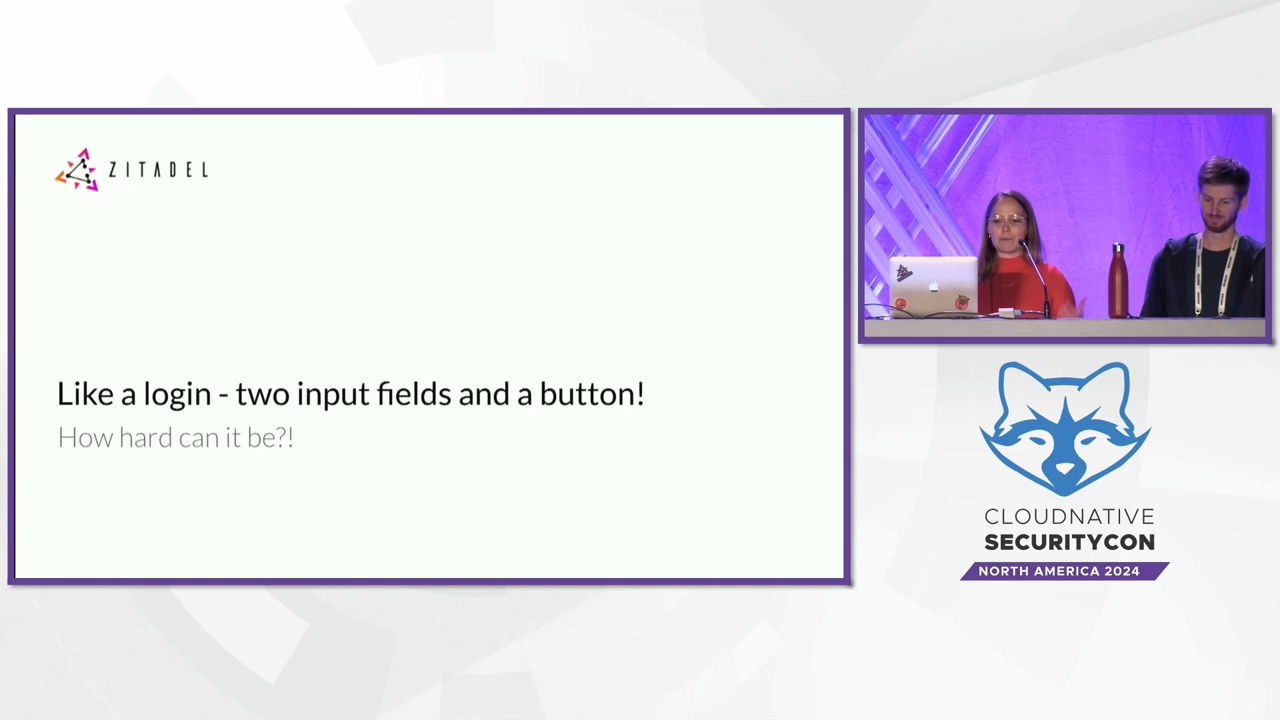 ZITADEL
Like a login - two input fields and a button!
How hard can it be?!
CLOUDNATIVE
SECURITYCON
NORTH AMERICA 2024